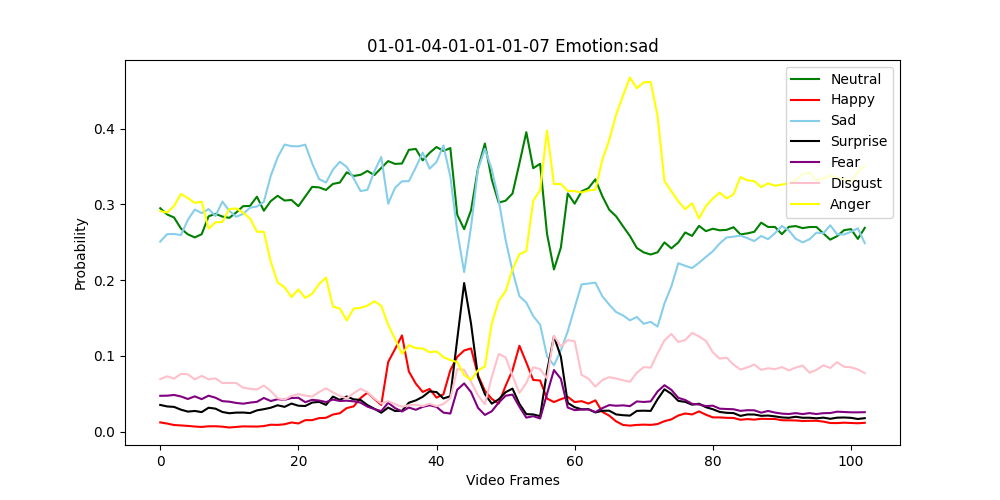 01-01-04-01-01-01-07 Emotion:sad
Neutral
Happy
Sad
Surprise
Fear
Disgust
Anger
0.4
0.3
0.2
0.1
0.0
Probability
0 20 40 60 80 100
Video Frames